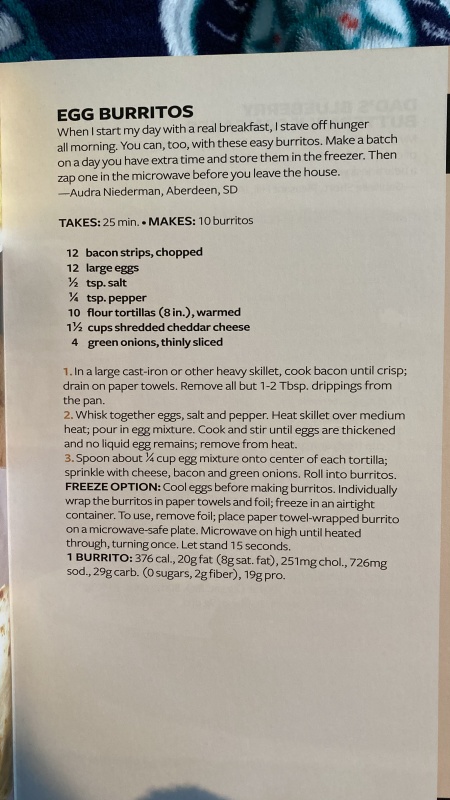 EGG BURRITOS
When I start my day with a real breakfast, I stave off hunger
all morning. You can, too, with these easy burritos. Make a batch
on a day you have extra time and store them in the freezer. Then
zap one in the microwave before you leave the house.
—Audra Niederman, Aberdeen, SD
TAKES: 25 min. • MAKES: 10 burritos
12 bacon strips, chopped
12 large eggs
½ tsp. salt
¼ tsp. pepper
10 flour tortillas (8 in.), warmed
1½ cups shredded cheddar cheese
4 green onions, thinly sliced
1. In a large cast-iron or other heavy skillet, cook bacon until crisp;
drain on paper towels. Remove all but 1-2 Tbsp. drippings from
the pan.
2. Whisk together eggs, salt and pepper. Heat skillet over medium
heat; pour in egg mixture. Cook and stir until eggs are thickened
and no liquid egg remains; remove from heat.
3. Spoon about ¼ cup egg mixture onto center of each tortilla;
sprinkle with cheese, bacon and green onions. Roll into burritos.
FREEZE OPTION: Cool eggs before making burritos. Individually
wrap the burritos in paper towels and foil; freeze in an airtight
container. To use, remove foil; place paper towel-wrapped burrito
on a microwave-safe plate. Microwave on high until heated
through, turning once. Let stand 15 seconds.
1 BURRITO: 376 cal., 20g fat (8g sat. fat), 251mg chol., 726mg
sod., 29g carb. (0 sugars, 2g fiber), 19g pro.